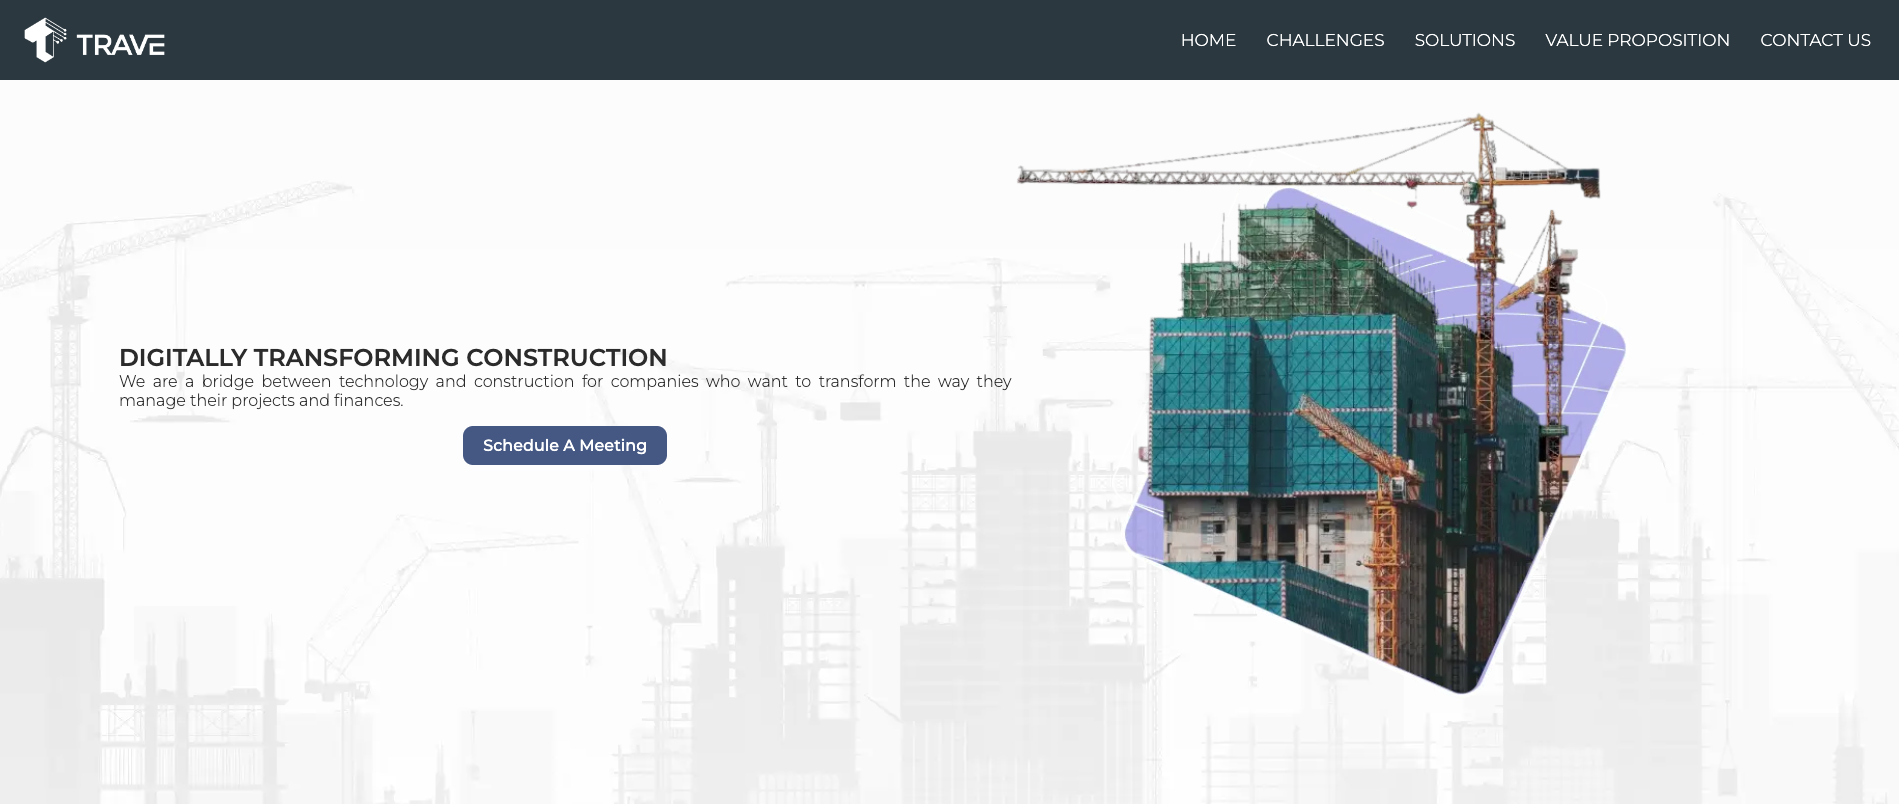 TRAVE
HOME CHALLENGES SOLUTIONS VALUE PROPOSITION CONTACT US
DIGITALLY TRANSFORMING CONSTRUCTION
We are a bridge between technology and construction for companies who want to transform the way they
manage their projects and finances.
Schedule A Meeting